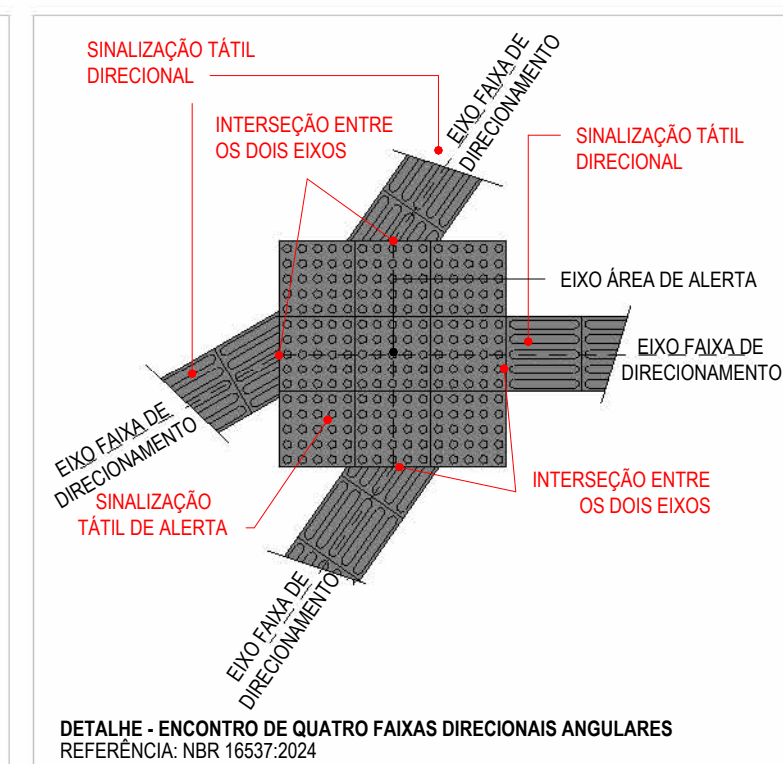 SINALIZAÇÃO TÁTIL
DIRECIONAL
EIXO FAIXA DE
DIRECIONAMENTO
INTERSEÇÃO ENTRE
OS DOIS EIXOS
SINALIZAÇÃO TÁTIL
DIRECIONAL
EIXO ÁREA DE ALERTA
EIXO FAIXA DE
DIRECIONAMENTO
EIXO FAIXA DE
DIRECIONAMENTO
SINALIZAÇÃO
TÁTIL DE ALERTA
INTERSEÇÃO ENTRE
OS DOIS EIXOS
EIXO FAIXA DE
DIRECIONAMENTO
DETALHE - ENCONTRO DE QUATRO FAIXAS DIRECIONAIS ANGULARES
REFERÊNCIA: NBR 16537:2024